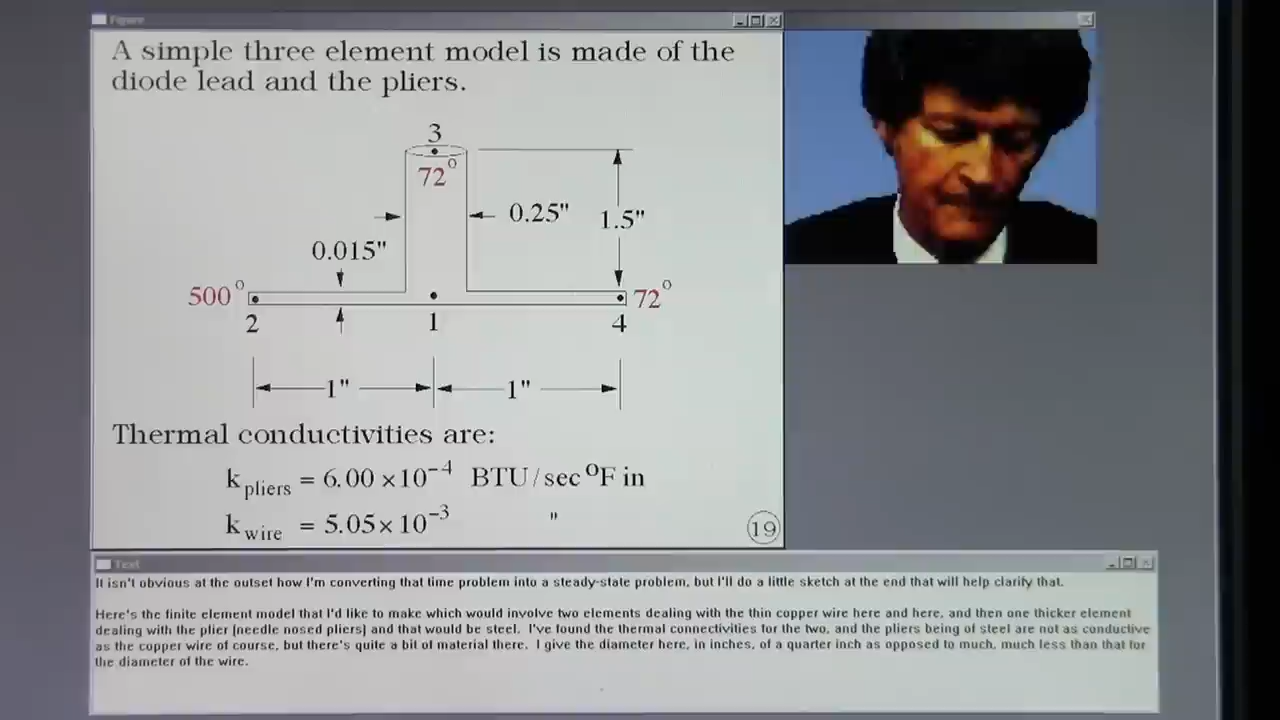 Figure
A simple three element model is made of the
diode lead and the pliers.
3
72°
0.25"
1.5"
0.015"
500°
72°
2
1
4
1"
1"
Thermal conductivities are:
k pliers = 6.00 ×10⁻⁴ BTU/sec °F in
k wire = 5.05×10⁻³ "
19
Text
It isn't obvious at the outset how I'm converting that time problem into a steady-state problem, but I'll do a little sketch at the end that will help clarify that.
Here's the finite element model that I'd like to make which would involve two elements dealing with the thin copper wire here and here, and then one thicker element
dealing with the plier (needle nosed pliers) and that would be steel. I've found the thermal connectivities for the two, and the pliers being of steel are not as conductive
as the copper wire of course, but there's quite a bit of material there. I give the diameter here, in inches, of a quarter inch as opposed to much, much less than that for
the diameter of the wire.